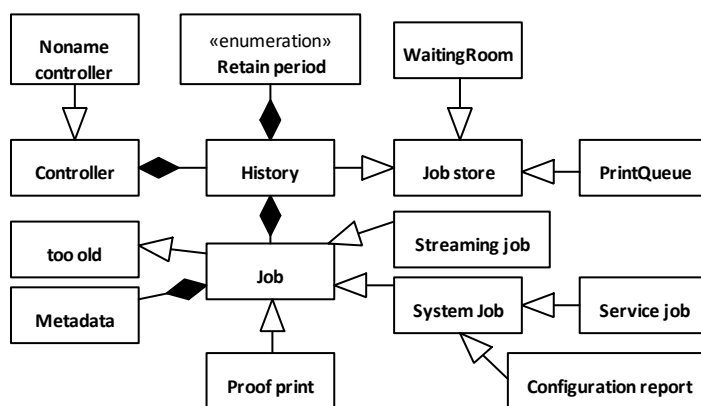 Noname
controller
«enumeration»
Retain period
WaitingRoom
Controller
History
Job store
PrintQueue
too old
Job
Streaming job
Metadata
System Job
Service job
Proof print
Configuration report